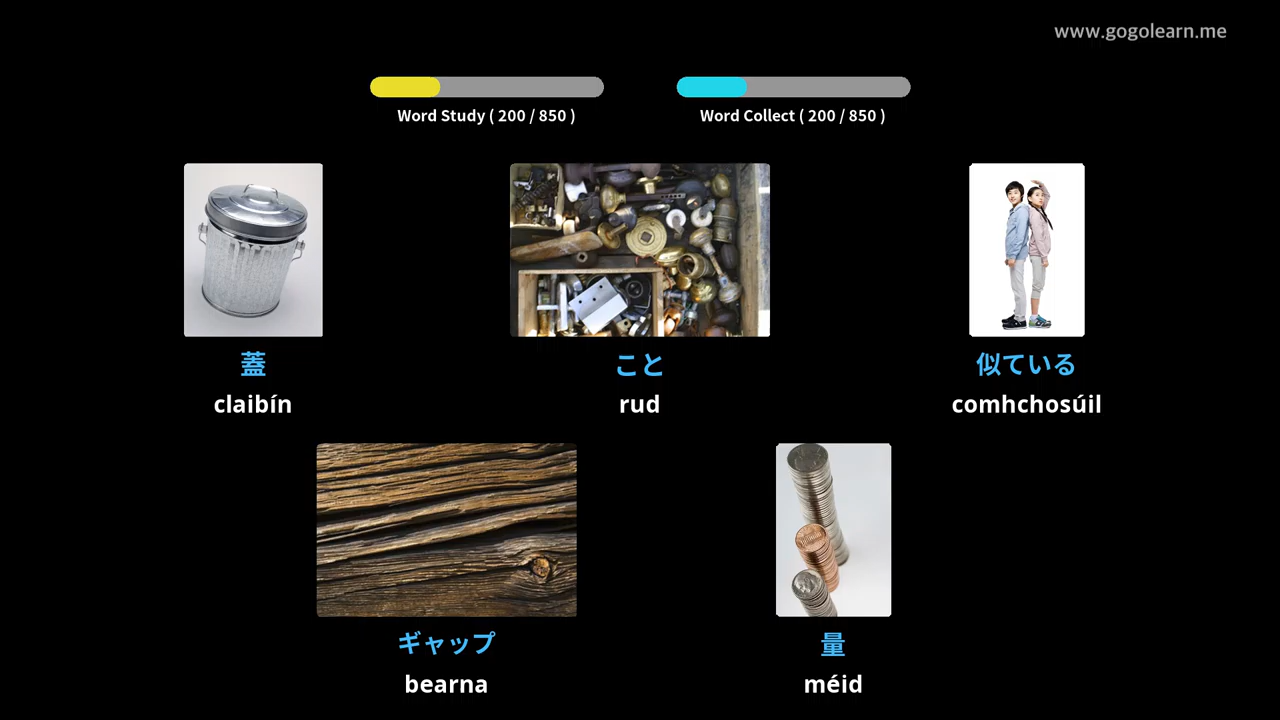 www.gogolearn.me
Word Study ( 200 / 850 )
Word Collect ( 200 / 850 )
蓋
claibín
こと
rud
似ている
comhchosúil
ギャップ
bearna
量
méid